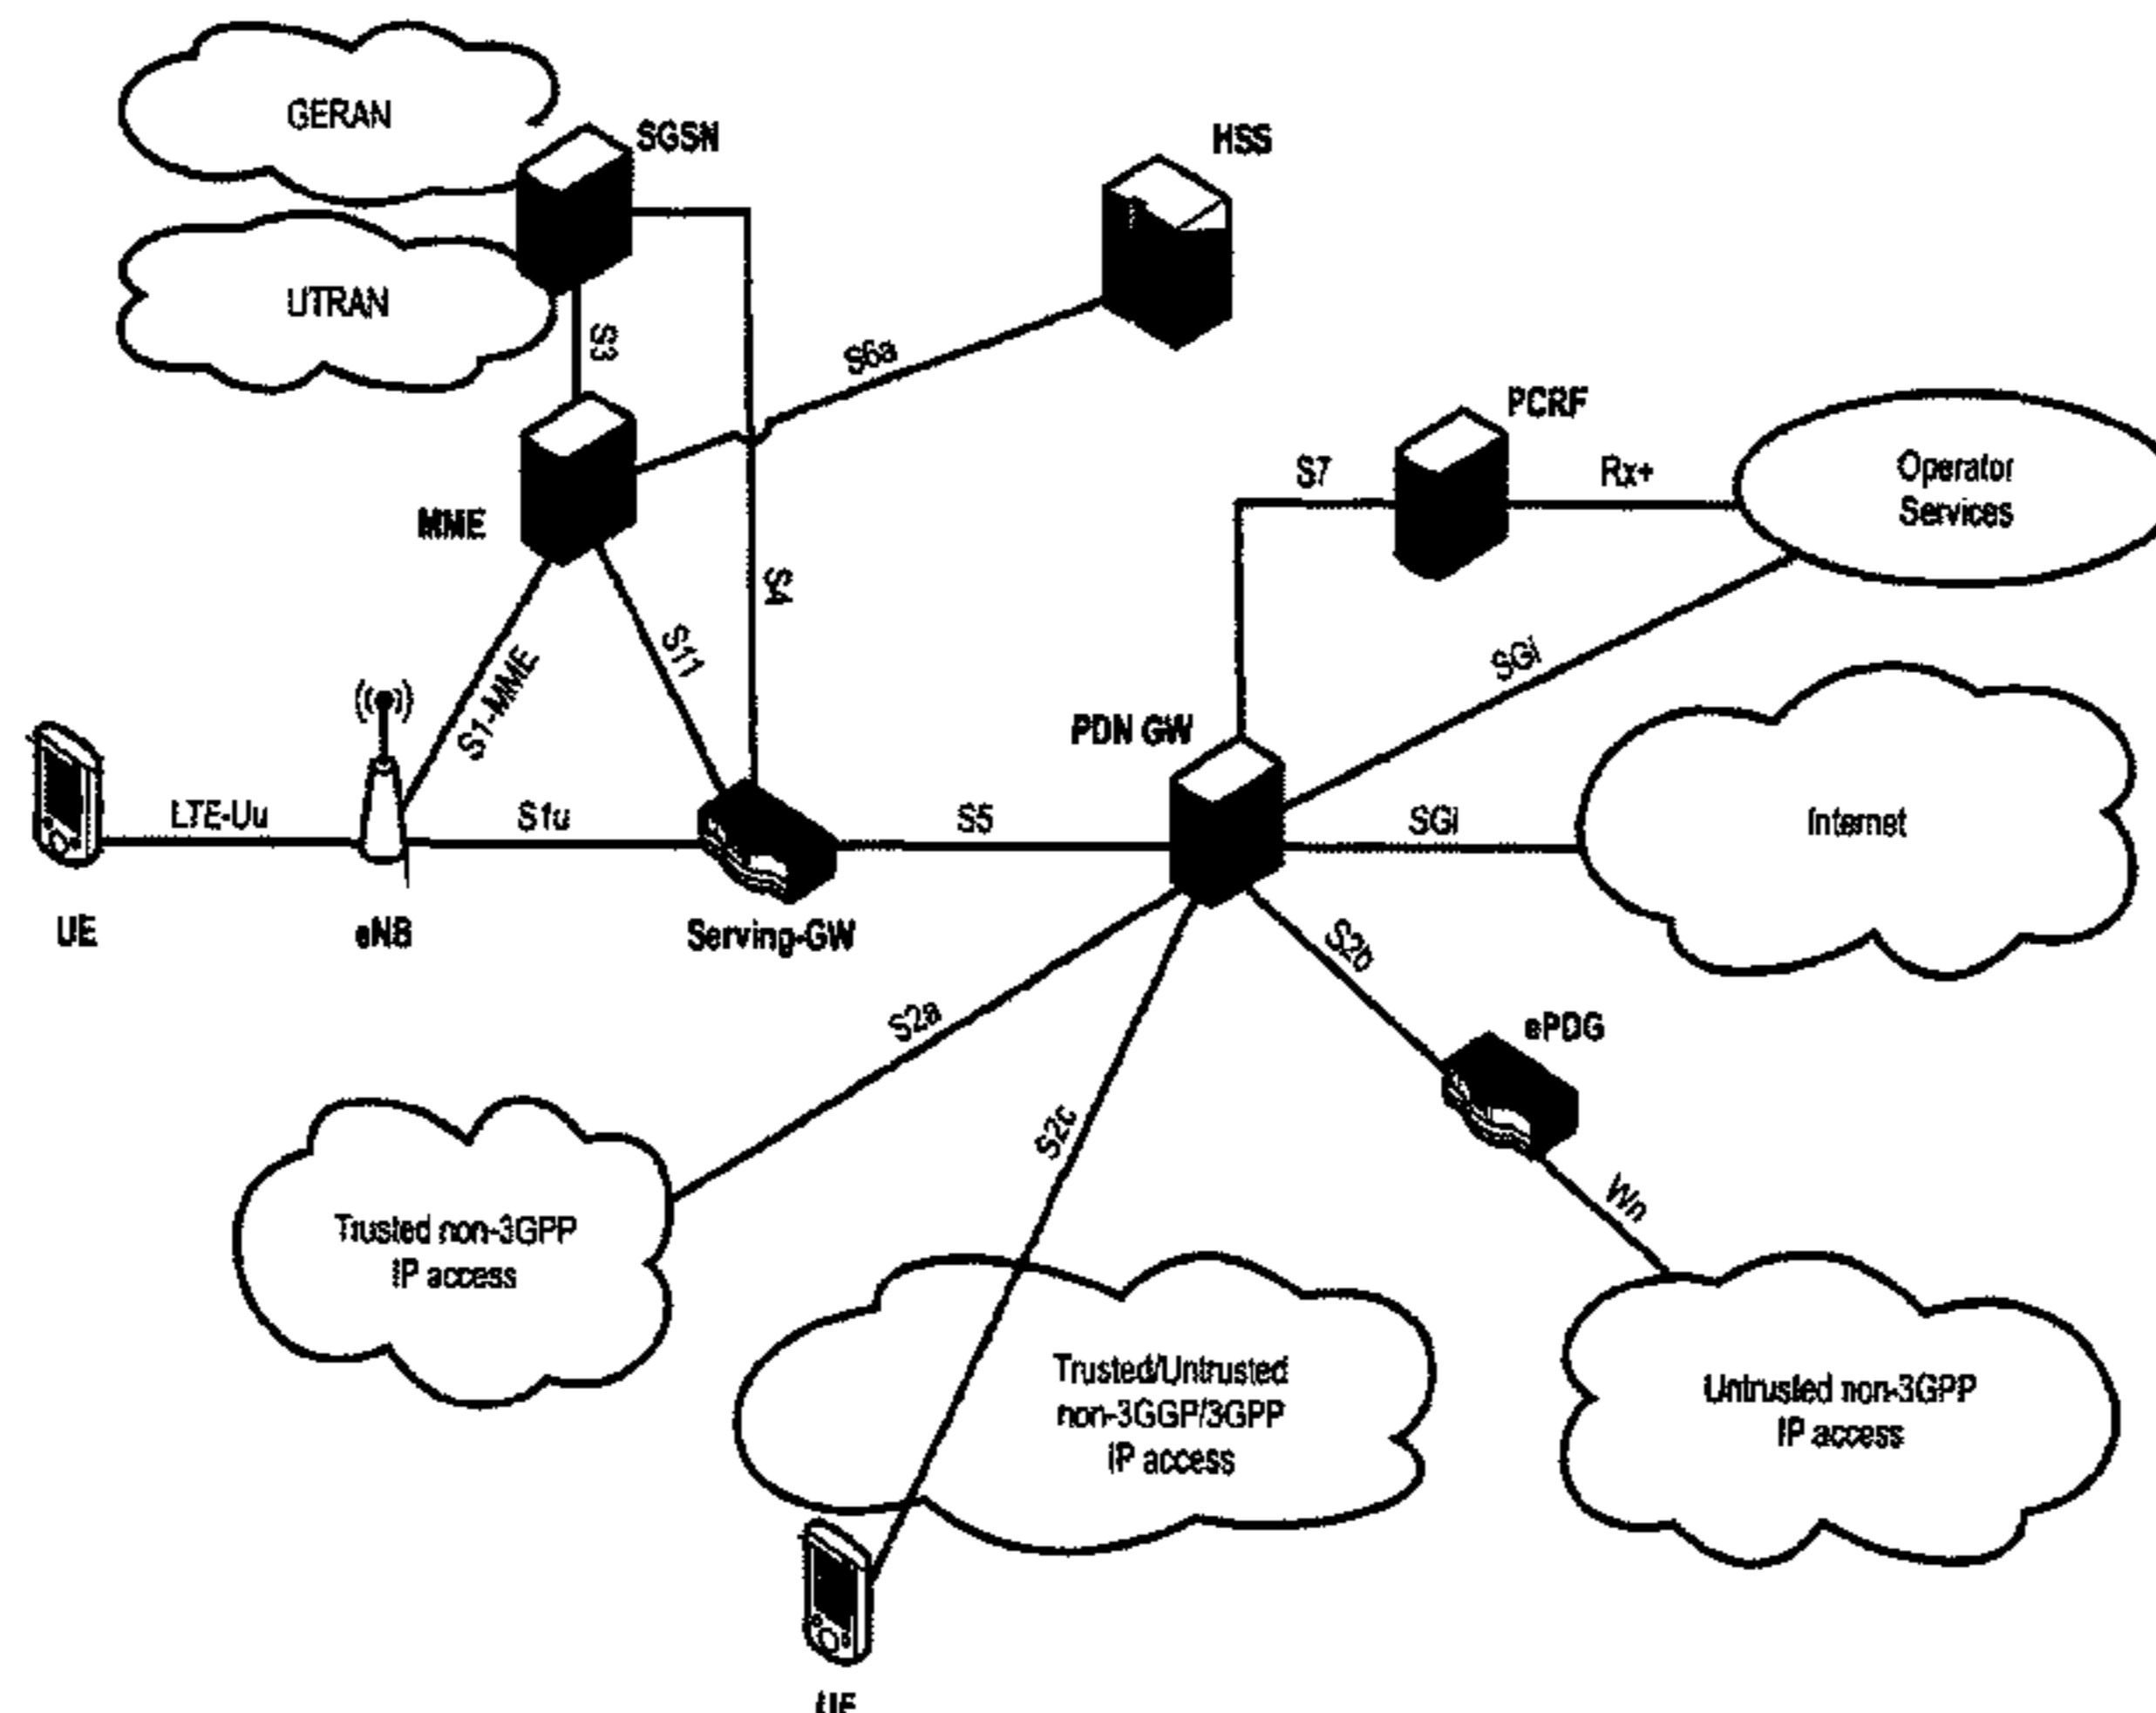 GERAN
SGSN
HSS
UTRAN
S3
S6a
PCRF
S7
Rx+
Operator
Services
MME
S4
S11
S1-MME
SGi
PDN GW
LTE-Uu
S1u
S5
SGi
Internet
UE
eNB
Serving-GW
S2b
S2a
ePDG
S2c
Wn
Trusted non-3GPP
IP access
Trusted/Untrusted
non-3GGP/3GPP
IP access
Untrusted non-3GPP
IP access
UE